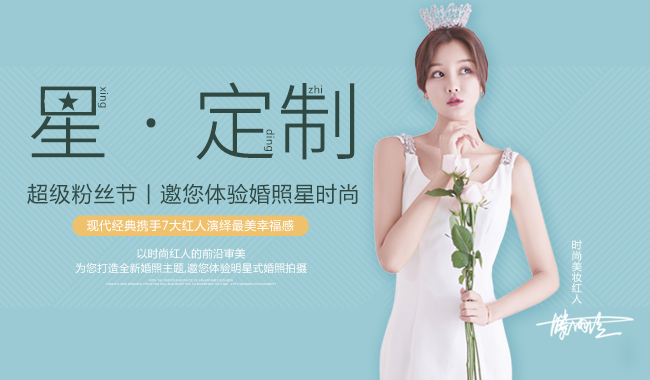 星·定制
xing
ding
zhi
超级粉丝节丨邀您体验婚照星时尚
现代经典携手7大红人演绎最美幸福感
以时尚红人的前沿审美
为您打造全新婚照主题,邀您体验明星式婚照拍摄
时尚美妆红人